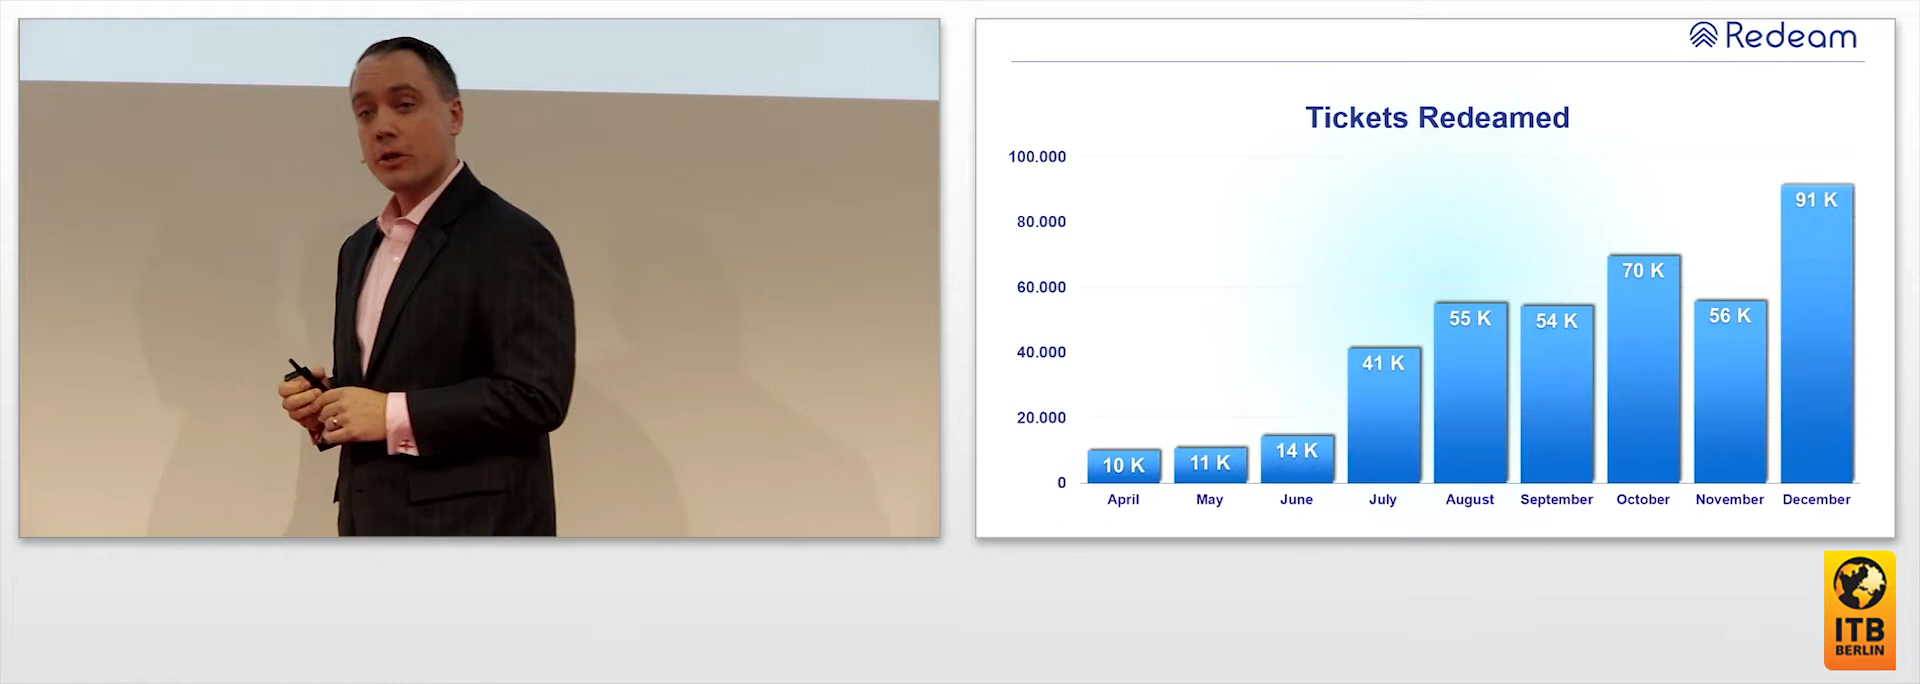 Redeam
Tickets Redeamed
100.000
80.000
60.000
40.000
20.000
0
10 K
11 K
14 K
41 K
55 K
54 K
70 K
56 K
91 K
April
May
June
July
August
September
October
November
December
ITB
BERLIN